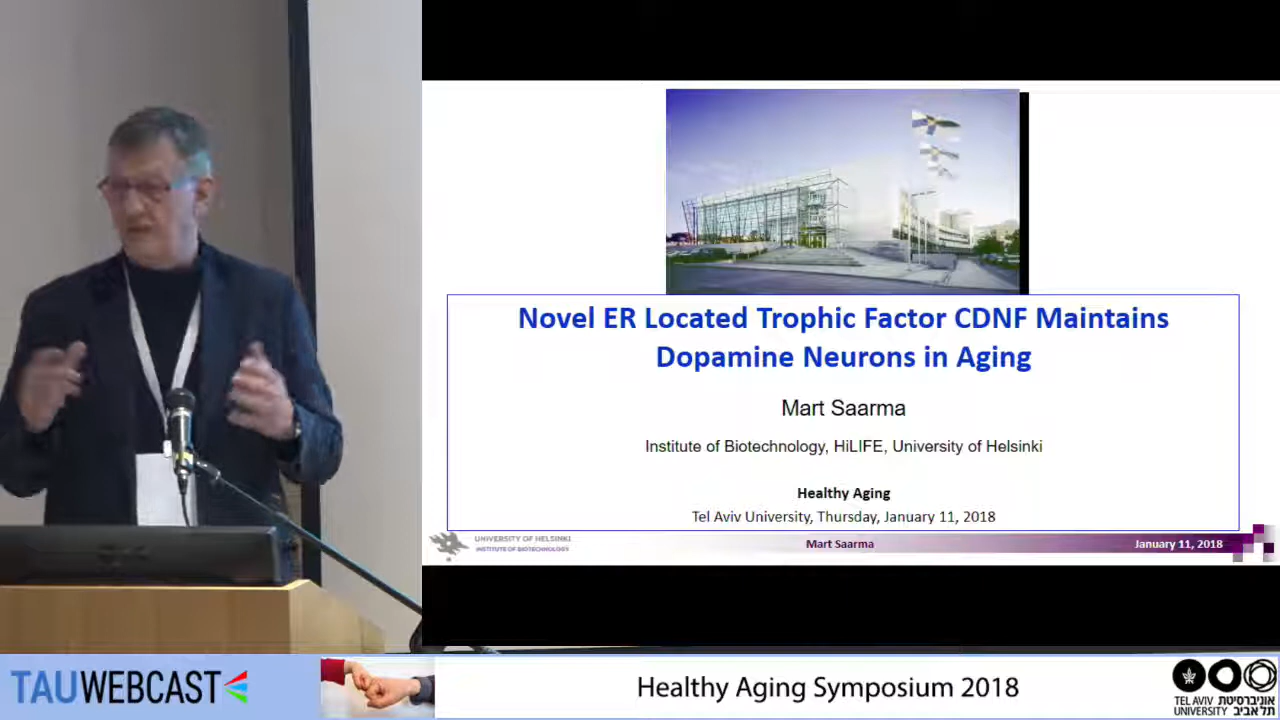 Novel ER Located Trophic Factor CDNF Maintains
Dopamine Neurons in Aging
Mart Saarma
Institute of Biotechnology, HiLIFE, University of Helsinki
Healthy Aging
Tel Aviv University, Thursday, January 11, 2018
UNIVERSITY OF HELSINKI
INSTITUTE OF BIOTECHNOLOGY
Mart Saarma
January 11, 2018
TAUWEBCAST
Healthy Aging Symposium 2018
TEL AVIV אוניברסיטת
UNIVERSITY תל אביב